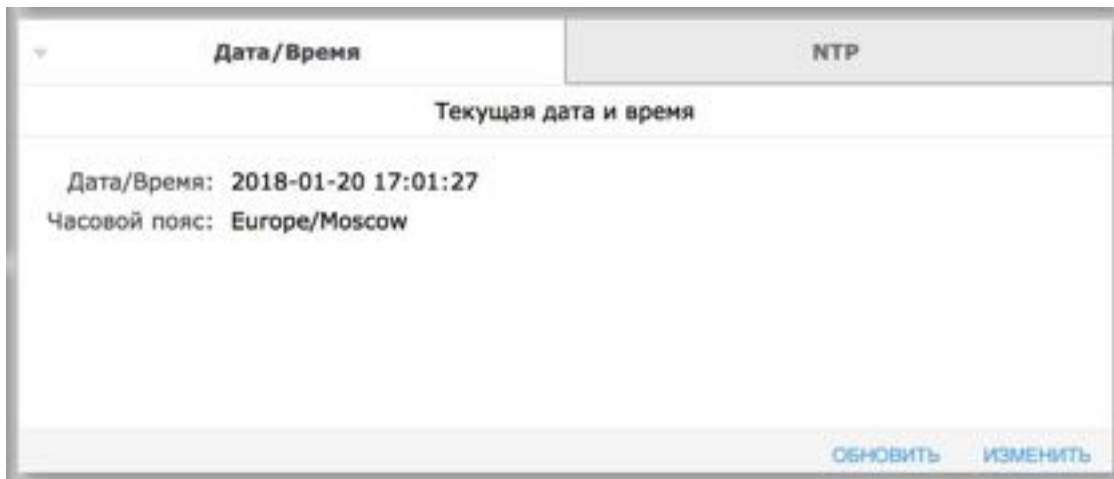 Дата/Время
NTP
Текущая дата и время
Дата/Время: 2018-01-20 17:01:27
Часовой пояс: Europe/Moscow
ОБНОВИТЬ ИЗМЕНИТЬ